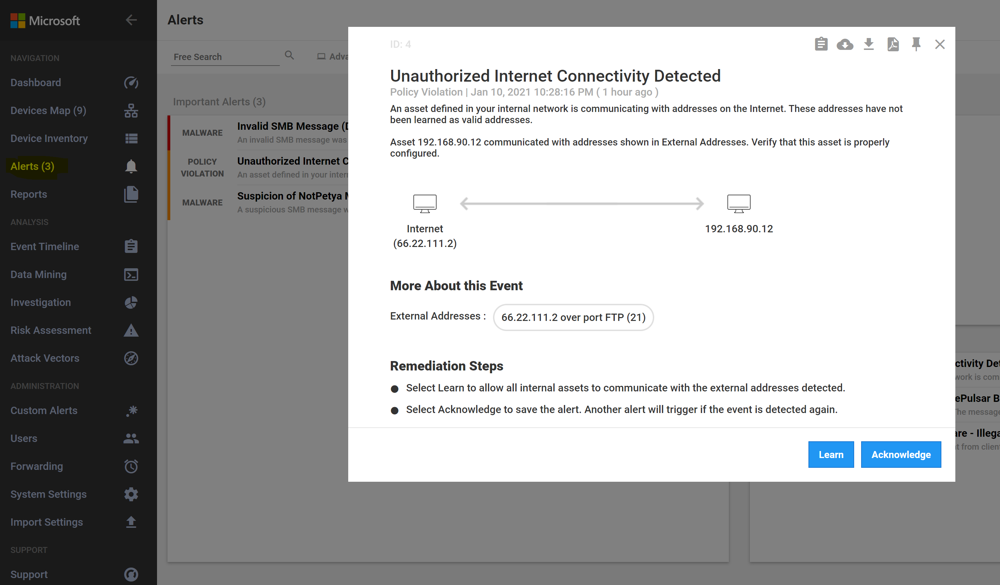 Microsoft
NAVIGATION
Dashboard
Devices Map (9)
Device Inventory
Alerts (3)
Reports
ANALYSIS
Event Timeline
Data Mining
Investigation
Risk Assessment
Attack Vectors
ADMINISTRATION
Custom Alerts
Users
Forwarding
System Settings
Import Settings
SUPPORT
Support
Alerts
Free Search
Adva
Important Alerts (3)
MALWARE
Invalid SMB Message (D
An invalid SMB message was
POLICY
VIOLATION
Unauthorized Internet C
An asset defined in your intern
MALWARE
Suspicion of NotPetya M
A suspicious SMB message w
ID: 4
Unauthorized Internet Connectivity Detected
Policy Violation | Jan 10, 2021 10:28:16 PM ( 1 hour ago )
An asset defined in your internal network is communicating with addresses on the Internet. These addresses have not
been learned as valid addresses.
Asset 192.168.90.12 communicated with addresses shown in External Addresses. Verify that this asset is properly
configured.
Internet
(66.22.111.2)
192.168.90.12
More About this Event
External Addresses :
66.22.111.2 over port FTP (21)
Remediation Steps
● Select Learn to allow all internal assets to communicate with the external addresses detected.
● Select Acknowledge to save the alert. Another alert will trigger if the event is detected again.
Learn
Acknowledge
ctivity Det
work is com
ePulsar B
The message
are - Illega
t from client